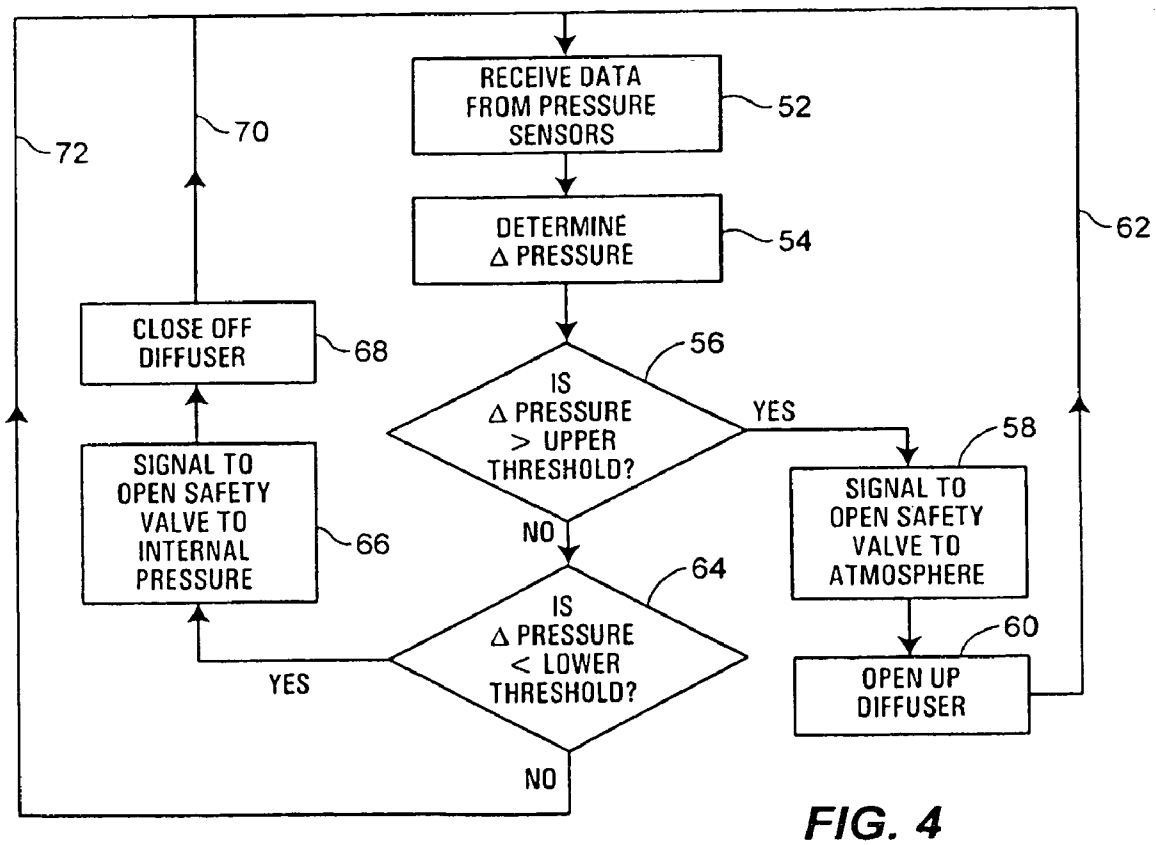 RECEIVE DATA
FROM PRESSURE
SENSORS
52
70
72
DETERMINE
Δ PRESSURE
54
62
CLOSE OFF
DIFFUSER
68
56
IS
Δ PRESSURE
> UPPER
THRESHOLD?
YES
NO
58
SIGNAL TO
OPEN SAFETY
VALVE TO
ATMOSPHERE
SIGNAL TO
OPEN SAFETY
VALVE TO
INTERNAL
PRESSURE
66
64
IS
Δ PRESSURE
< LOWER
THRESHOLD?
YES
NO
60
OPEN UP
DIFFUSER
FIG. 4